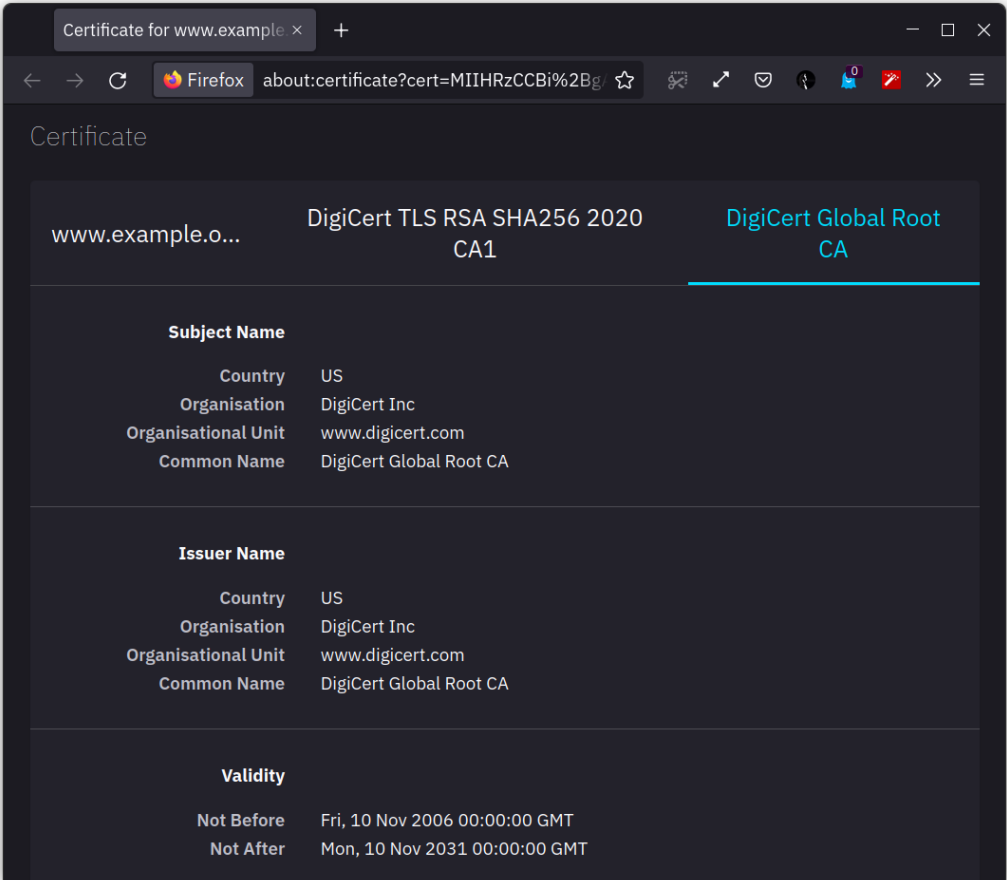 Certificate for www.example
Firefox about:certificate?cert=MIIHRzCCBi%2Bg
0
Certificate
www.example.o...
DigiCert TLS RSA SHA256 2020
CA1
DigiCert Global Root
CA
Subject Name
Country US
Organisation DigiCert Inc
Organisational Unit www.digicert.com
Common Name DigiCert Global Root CA
Issuer Name
Country US
Organisation DigiCert Inc
Organisational Unit www.digicert.com
Common Name DigiCert Global Root CA
Validity
Not Before Fri, 10 Nov 2006 00:00:00 GMT
Not After Mon, 10 Nov 2031 00:00:00 GMT